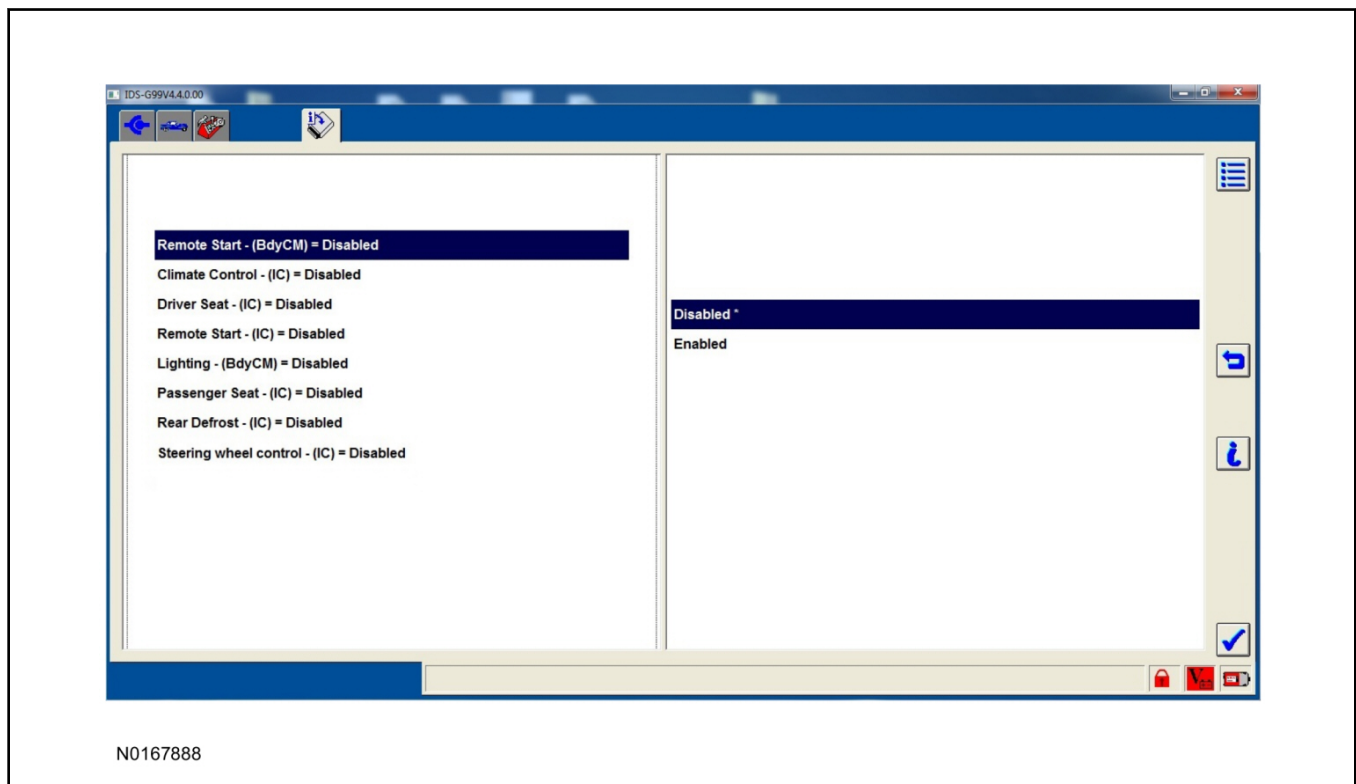 IDS-G99V4.4.0.00
Remote Start - (BdyCM) = Disabled
Climate Control - (IC) = Disabled
Driver Seat - (IC) = Disabled
Remote Start - (IC) = Disabled
Lighting - (BdyCM) = Disabled
Passenger Seat - (IC) = Disabled
Rear Defrost - (IC) = Disabled
Steering wheel control - (IC) = Disabled
Disabled *
Enabled
N0167888